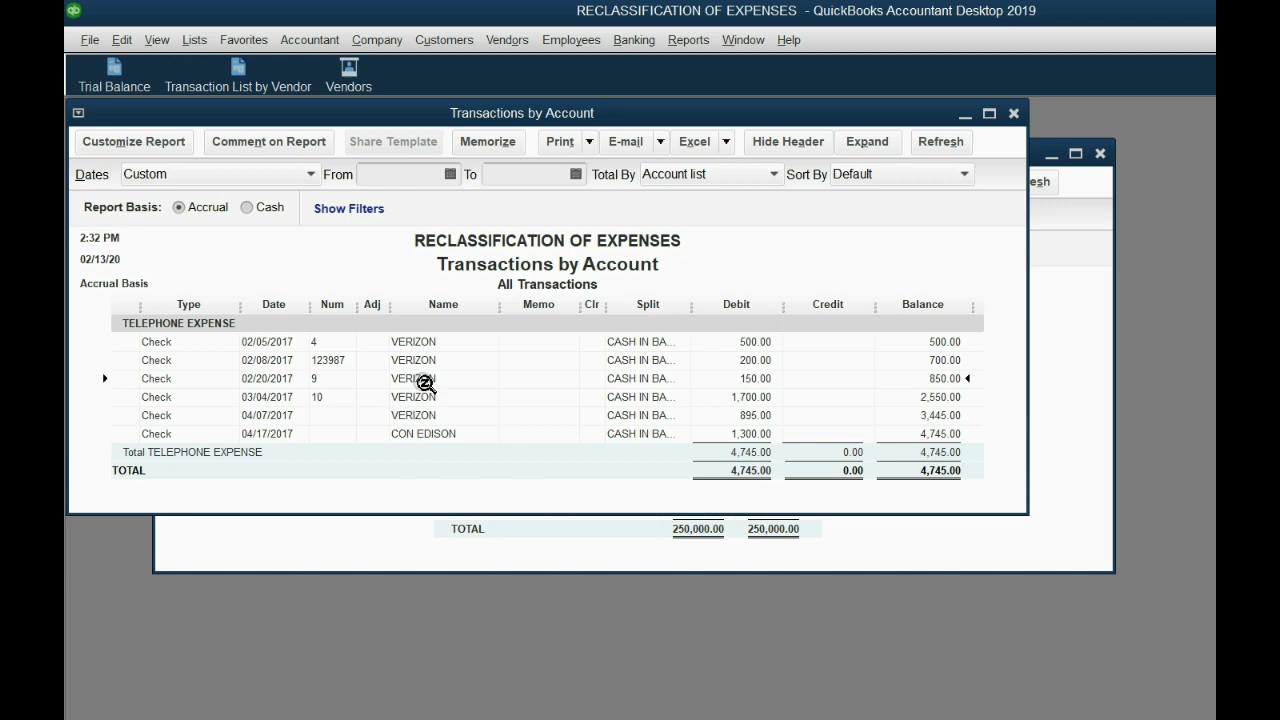 RECLASSIFICATION OF EXPENSES - QuickBooks Accountant Desktop 2019
File Edit View Lists Favorites Accountant Company Customers Vendors Employees Banking Reports Window Help
Trial Balance Transaction List by Vendor Vendors
Transactions by Account
Customize Report Comment on Report Share Template Memorize Print E-mail Excel Hide Header Expand Refresh
Dates Custom From To Total By Account list Sort By Default
Report Basis: Accrual Cash Show Filters
2:32 PM RECLASSIFICATION OF EXPENSES
02/13/20 Transactions by Account
Accrual Basis All Transactions
Type Date Num Adj Name Memo Clr Split Debit Credit Balance
TELEPHONE EXPENSE
Check 02/05/2017 4 VERIZON CASH IN BA... 500.00 500.00
Check 02/08/2017 123987 VERIZON CASH IN BA... 200.00 700.00
Check 02/20/2017 9 VERIZON CASH IN BA... 150.00 850.00
Check 03/04/2017 10 VERIZON CASH IN BA... 1,700.00 2,550.00
Check 04/07/2017 VERIZON CASH IN BA... 895.00 3,445.00
Check 04/17/2017 CON EDISON CASH IN BA... 1,300.00 4,745.00
Total TELEPHONE EXPENSE 4,745.00 0.00 4,745.00
TOTAL 4,745.00 0.00 4,745.00
esh
TOTAL 250,000.00 250,000.00